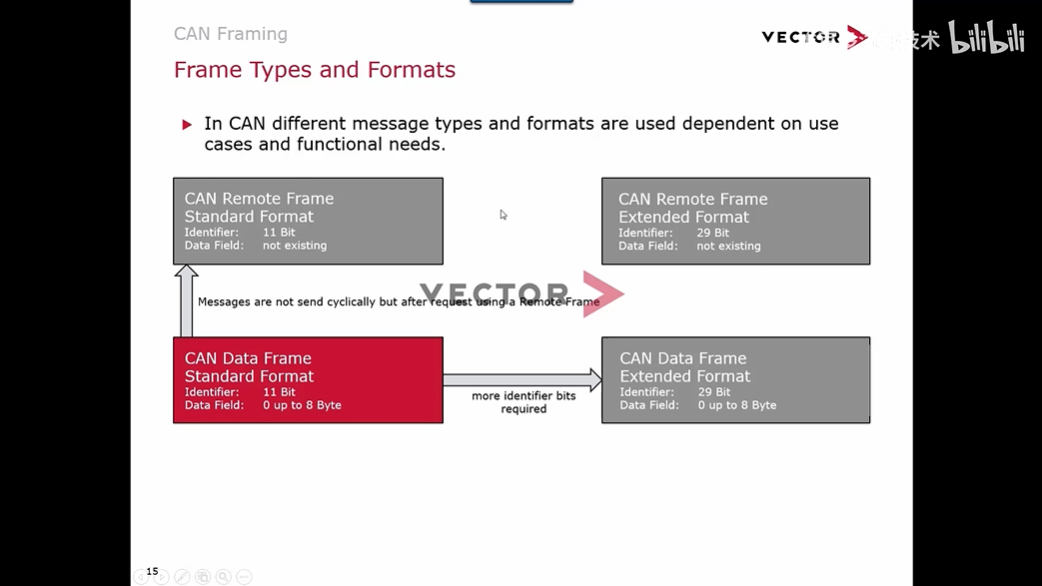 CAN Framing
VECTOR
技术 bilibili
Frame Types and Formats
In CAN different message types and formats are used dependent on use
cases and functional needs.
CAN Remote Frame
Standard Format
Identifier: 11 Bit
Data Field: not existing
CAN Remote Frame
Extended Format
Identifier: 29 Bit
Data Field: not existing
VECTOR
Messages are not send cyclically but after request using a Remote Frame
CAN Data Frame
Standard Format
Identifier: 11 Bit
Data Field: 0 up to 8 Byte
more identifier bits
required
CAN Data Frame
Extended Format
Identifier: 29 Bit
Data Field: 0 up to 8 Byte
15